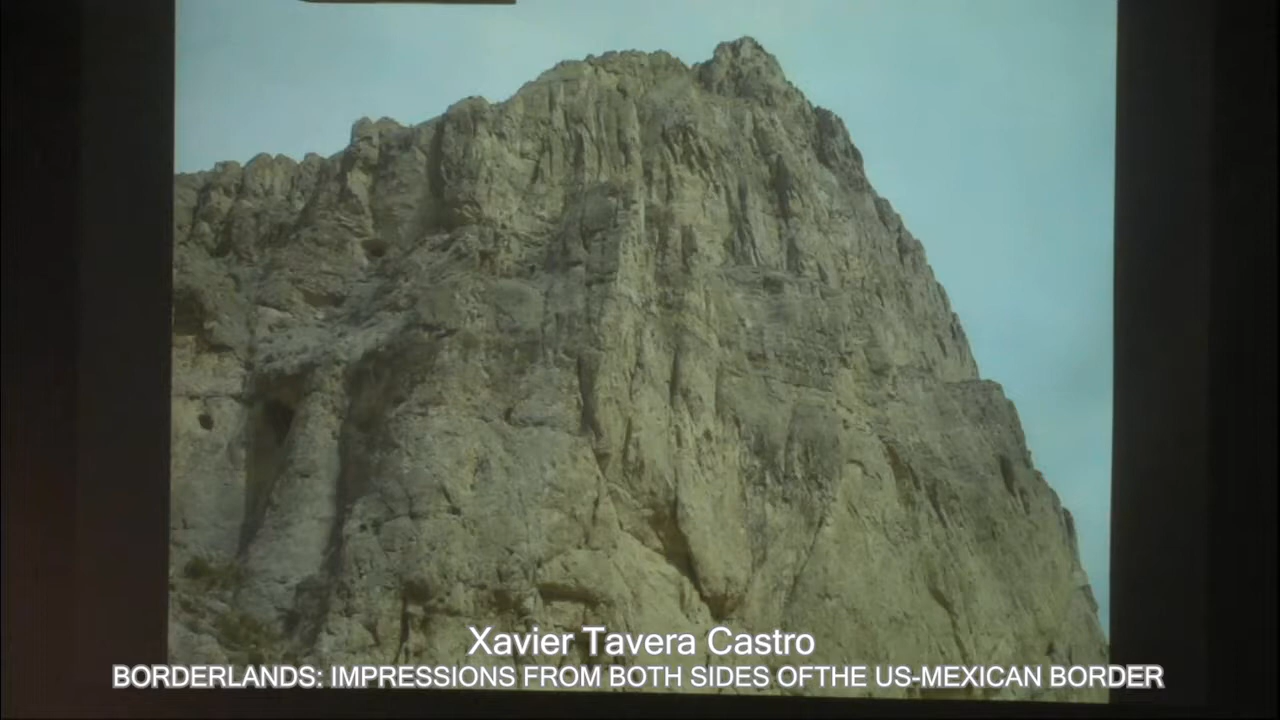 Xavier Tavera Castro
BORDERLANDS: IMPRESSIONS FROM BOTH SIDES OFTHE US-MEXICAN BORDER